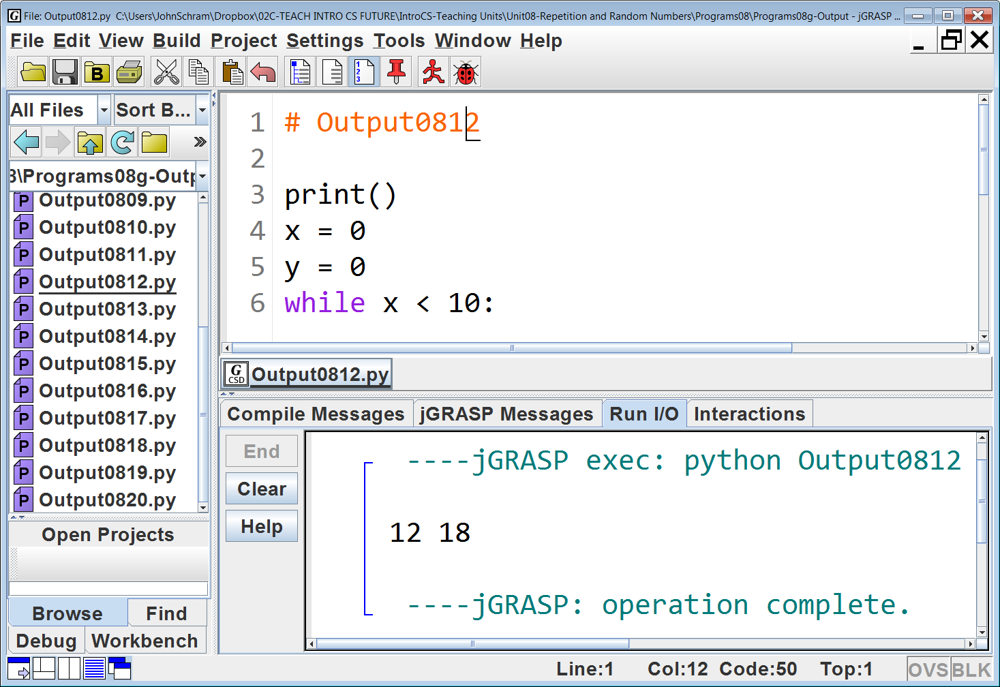 File: Output0812.py  C:\Users\JohnSchram\Dropbox\02C-TEACH INTRO CS FUTURE\IntroCS-Teaching Units\Unit08-Repetition and Random Numbers\Programs08\Programs08g-Output - jGRASP ...
File Edit View Build Project Settings Tools Window Help
B
1
2
3
All Files
Sort B...
»
3\Programs08g-Outp
P Output0809.py
P Output0810.py
P Output0811.py
P Output0812.py
P Output0813.py
P Output0814.py
P Output0815.py
P Output0816.py
P Output0817.py
P Output0818.py
P Output0819.py
P Output0820.py
Open Projects
Browse Find
Debug Workbench
1 # Output0812
2
3 print()
4 x = 0
5 y = 0
6 while x < 10:
G CSD Output0812.py
Compile Messages jGRASP Messages Run I/O Interactions
End
Clear
Help
----jGRASP exec: python Output0812
12 18
----jGRASP: operation complete.
Line:1 Col:12 Code:50 Top:1 OVS BLK